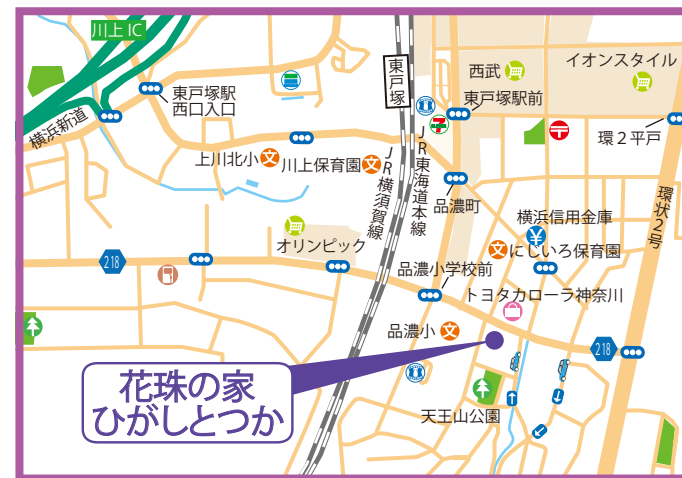 川上 IC
東戸塚
西武
イオンスタイル
東戸塚駅
西口入口
東戸塚駅前
横浜新道
環２平戸
上川北小
文
川上保育園
文
JR横須賀線
JR東海道本線
品濃町
環状２号
横浜信用金庫
¥
オリンピック
文
にじいろ保育園
218
品濃小学校前
トヨタカローラ神奈川
品濃小
文
218
花珠の家
ひがしとつか
天王山公園
7